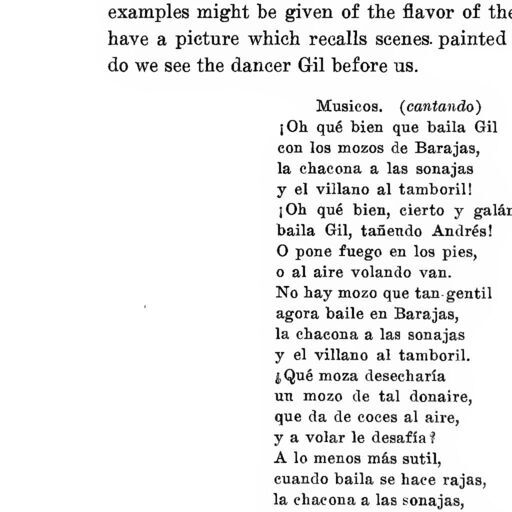 examples might be given of the flavor of the
have a picture which recalls scenes. painted
do we see the dancer Gil before us.
Musicos. (cantando)
¡Oh qué bien que baila Gil
con los mozos de Barajas,
la chacona a las sonajas
y el villano al tamboril!
¡Oh qué bien, cierto y galán
baila Gil, tañendo Andrés!
O pone fuego en los pies,
o al aire volando van.
No hay mozo que tan gentil
agora baile en Barajas,
la chacona a las sonajas
y el villano al tamboril.
¿Qué moza desecharía
un mozo de tal donaire,
que da de coces al aire,
y a volar le desafía?
A lo menos más sutil,
cuando baila se hace rajas,
la chacona a las sonajas,